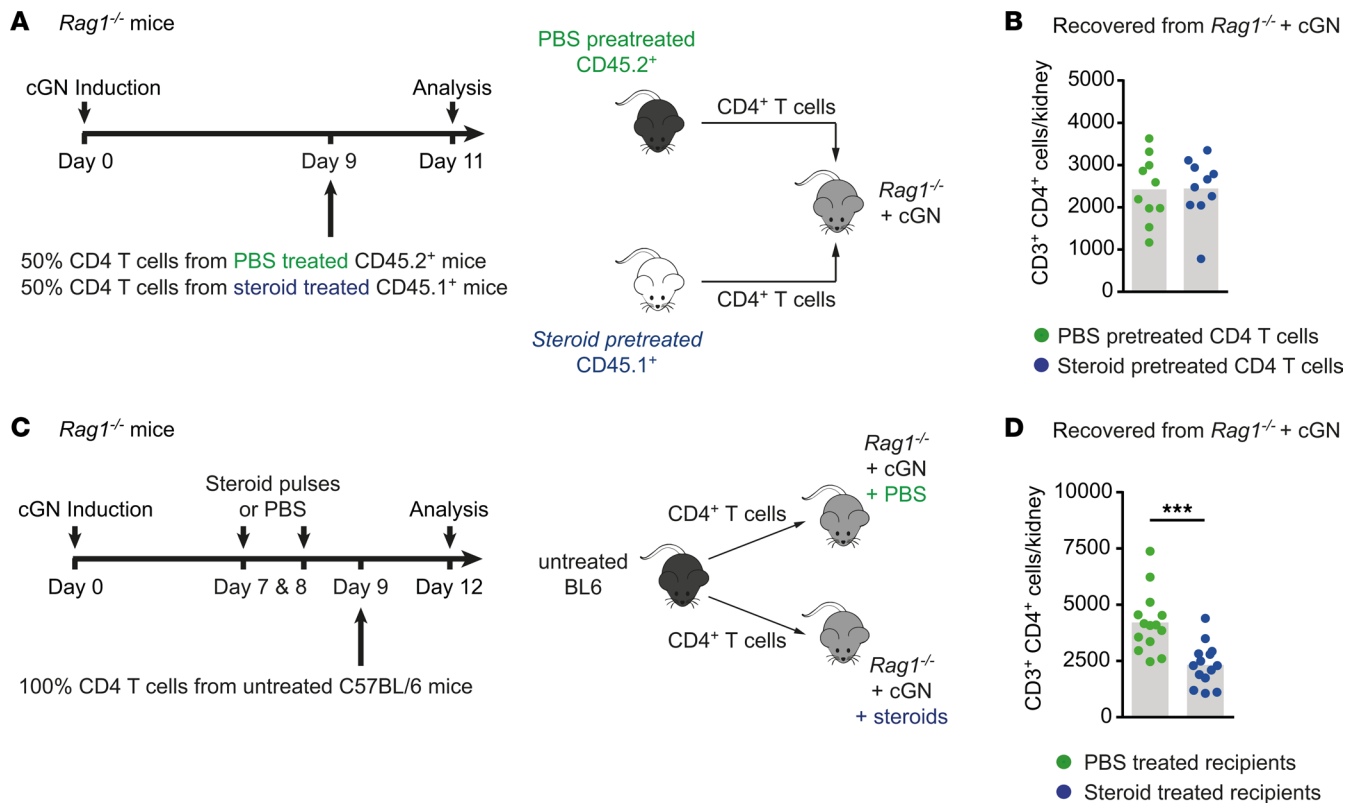 A Rag1-/- mice
cGN Induction
Analysis
Day 0
Day 9
Day 11
50% CD4 T cells from PBS treated CD45.2+ mice
50% CD4 T cells from steroid treated CD45.1+ mice
PBS preatreated
CD45.2+
CD4+ T cells
Rag1-/-
+ cGN
CD4+ T cells
Steroid pretreated
CD45.1+
B Recovered from Rag1-/- + cGN
CD3+ CD4+ cells/kidney
5000
4000
3000
2000
1000
0
PBS pretreated CD4 T cells
Steroid pretreated CD4 T cells
C Rag1-/- mice
Steroid pulses
or PBS
cGN Induction
Analysis
Day 0
Day 7 & 8
Day 9
Day 12
100% CD4 T cells from untreated C57BL/6 mice
untreated
BL6
CD4+ T cells
CD4+ T cells
Rag1-/-
+ cGN
+ PBS
Rag1-/-
+ cGN
+ steroids
D Recovered from Rag1-/- + cGN
CD3+ CD4+ cells/kidney
10000
7500
5000
2500
0
***
PBS treated recipients
Steroid treated recipients